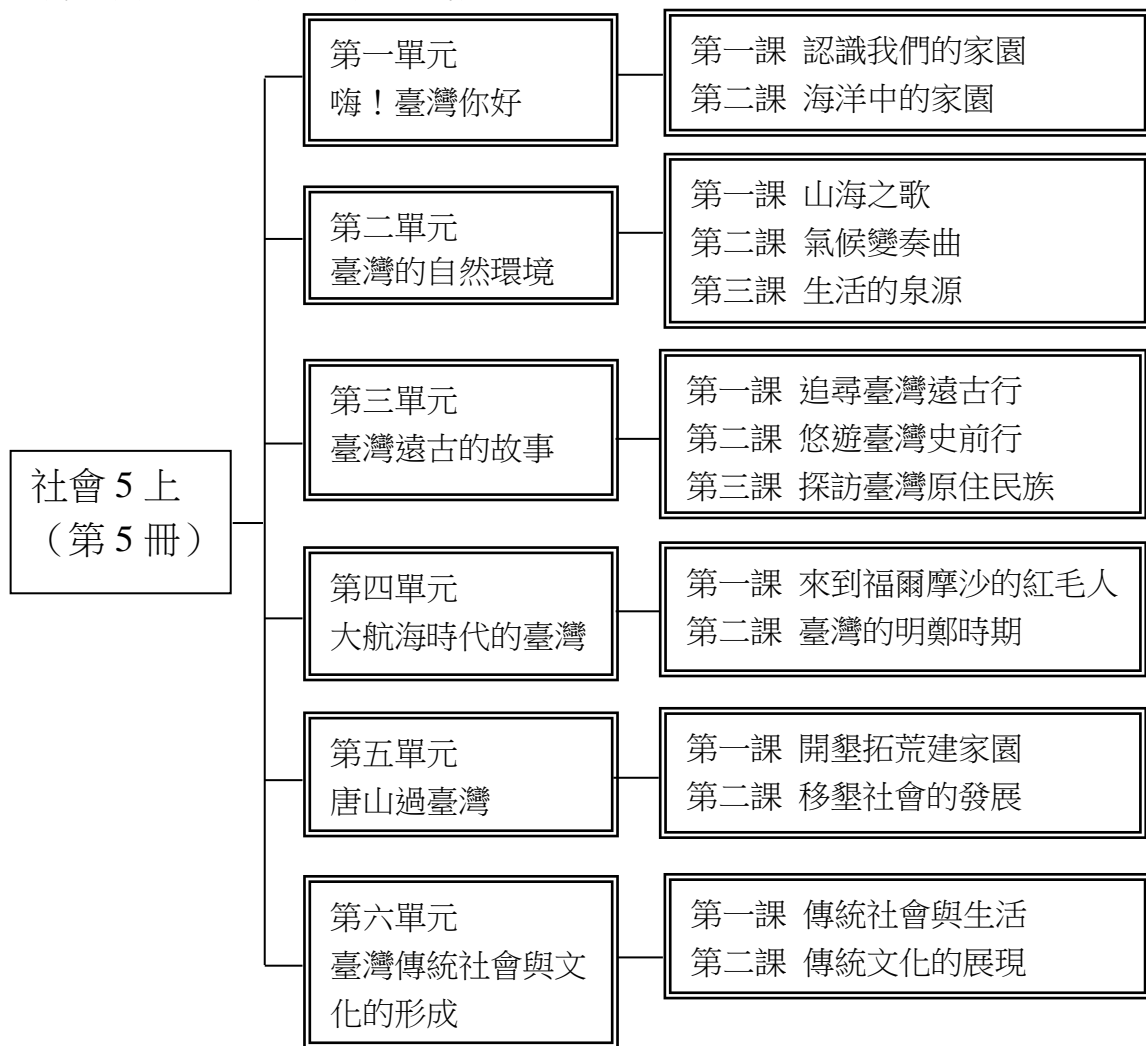 社會 5 上
（第 5 冊）
第一單元
嗨！臺灣你好
第一課 認識我們的家園
第二課 海洋中的家園
第二單元
臺灣的自然環境
第一課 山海之歌
第二課 氣候變奏曲
第三課 生活的泉源
第三單元
臺灣遠古的故事
第一課 追尋臺灣遠古行
第二課 悠遊臺灣史前行
第三課 探訪臺灣原住民族
第四單元
大航海時代的臺灣
第一課 來到福爾摩沙的紅毛人
第二課 臺灣的明鄭時期
第五單元
唐山過臺灣
第一課 開墾拓荒建家園
第二課 移墾社會的發展
第六單元
臺灣傳統社會與文
化的形成
第一課 傳統社會與生活
第二課 傳統文化的展現